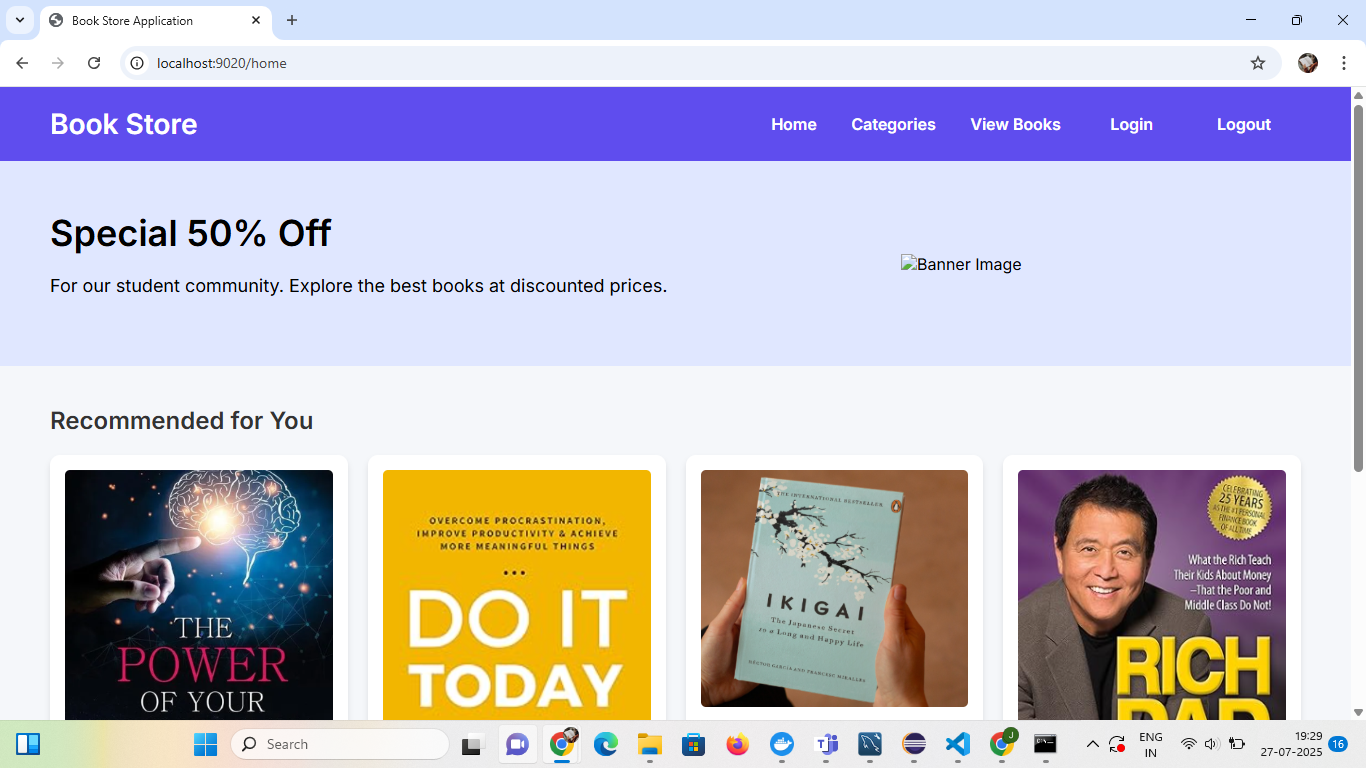 Book Store Application
localhost:9020/home
Book Store
Home Categories View Books Login Logout
Special 50% Off
For our student community. Explore the best books at discounted prices.
Banner Image
Recommended for You
THE
POWER
OF YOUR
OVERCOME PROCRASTINATION,
IMPROVE PRODUCTIVITY & ACHIEVE
MORE MEANINGFUL THINGS
DO IT
TODAY
THE INTERNATIONAL BESTSELLER
IKIGAI
The Japanese Secret
to a Long and Happy Life
HÉCTOR GARCÍA AND FRANCESC MIRALLES
CELEBRATING
25 YEARS
AS THE #1 PERSONAL
FINANCE BOOK
OF ALL TIME
What the Rich Teach
Their Kids About Money
–That the Poor and
Middle Class Do Not!
RICH
DAD
Search
J
ENG
IN
19:29
27-07-2025
16